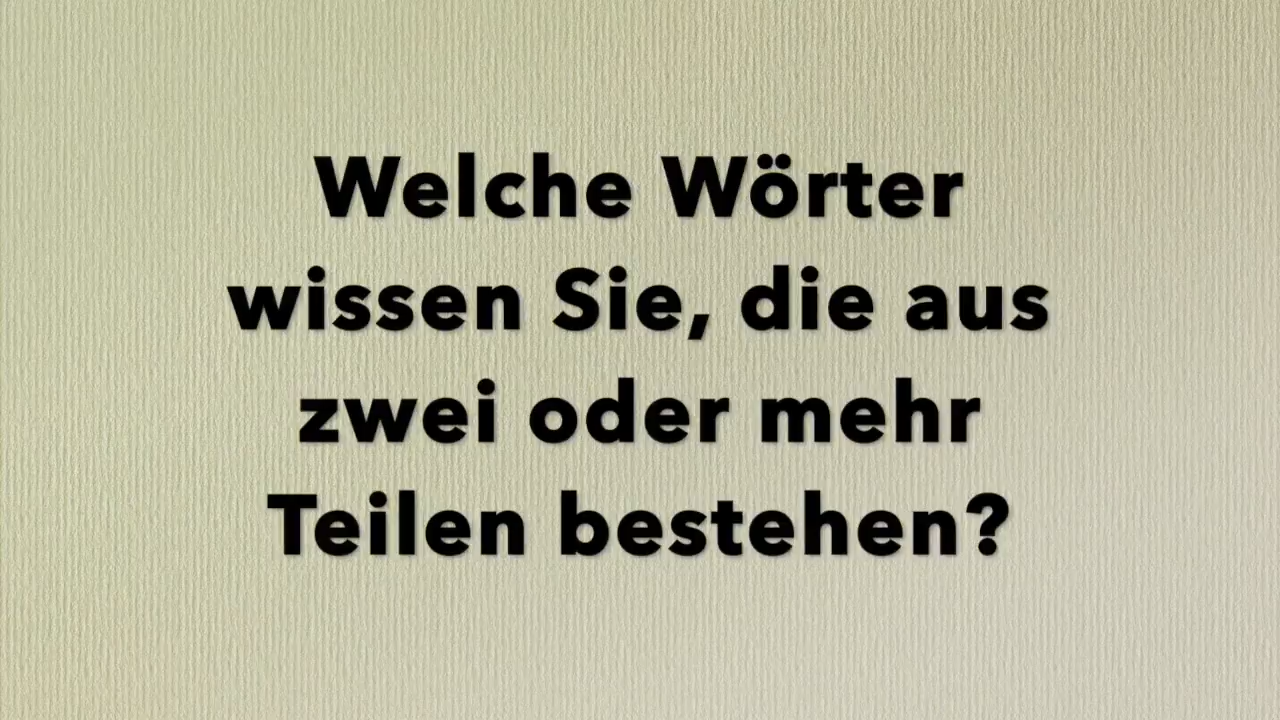 Welche Wörter
wissen Sie, die aus
zwei oder mehr
Teilen bestehen?